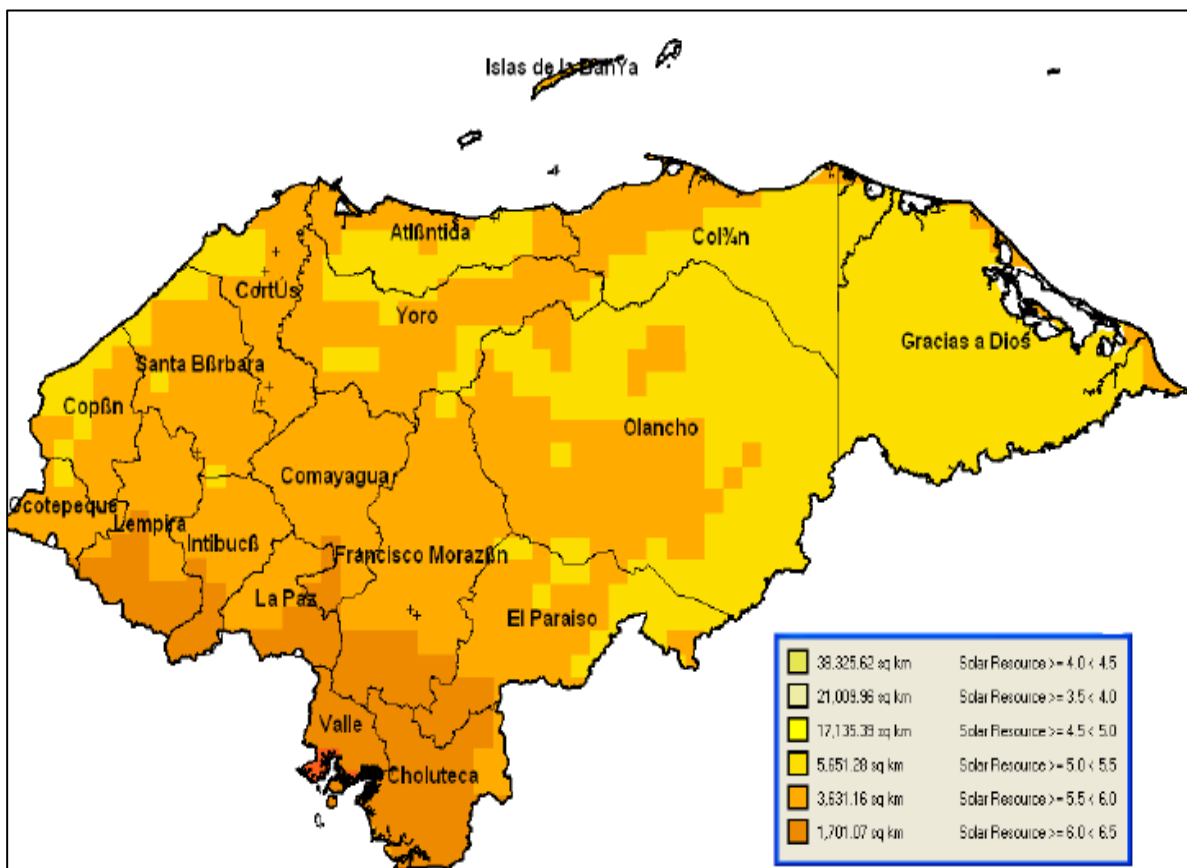 Islas de la BahYa
Atlßntida
Col¾n
CortÚs
Yoro
Gracias a Dios
Santa Bßrbara
Copßn
Olancho
Comayagua
Ocotepeque
Lempira
Intibucß
Francisco Morazßn
La Paz
El Paraiso
Valle
Choluteca
38,325.62 sq km Solar Resource >= 4.0 < 4.5
21,009.96 sq km Solar Resource >= 3.5 < 4.0
17,135.39 sq km Solar Resource >= 4.5 < 5.0
5,651.28 sq km Solar Resource >= 5.0 < 5.5
3,631.16 sq km Solar Resource >= 5.5 < 6.0
1,701.07 sq km Solar Resource >= 6.0 < 6.5